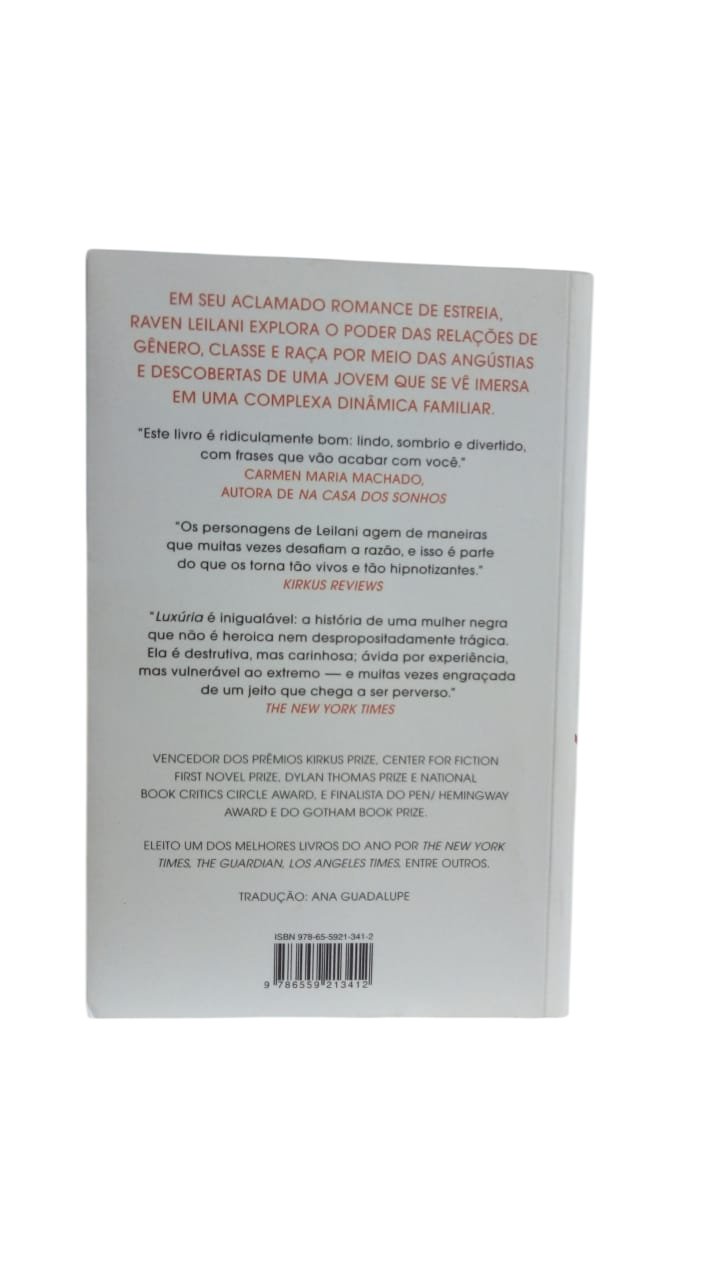 EM SEU ACLAMADO ROMANCE DE ESTREIA,
RAVEN LEILANI EXPLORA O PODER DAS RELAÇÕES DE
GÊNERO, CLASSE E RAÇA POR MEIO DAS ANGÚSTIAS
E DESCOBERTAS DE UMA JOVEM QUE SE VÊ IMERSA
EM UMA COMPLEXA DINÂMICA FAMILIAR.
"Este livro é ridiculamente bom: lindo, sombrio e divertido,
com frases que vão acabar com você."
CARMEN MARIA MACHADO,
AUTORA DE NA CASA DOS SONHOS
"Os personagens de Leilani agem de maneiras
que muitas vezes desafiam a razão, e isso é parte
do que os torna tão vivos e tão hipnotizantes."
KIRKUS REVIEWS
"Luxúria é inigualável: a história de uma mulher negra
que não é heroica nem despropositadamente trágica.
Ela é destrutiva, mas carinhosa; ávida por experiência,
mas vulnerável ao extremo — e muitas vezes engraçada
de um jeito que chega a ser perverso."
THE NEW YORK TIMES
VENCEDOR DOS PRÊMIOS KIRKUS PRIZE, CENTER FOR FICTION
FIRST NOVEL PRIZE, DYLAN THOMAS PRIZE E NATIONAL
BOOK CRITICS CIRCLE AWARD, E FINALISTA DO PEN/ HEMINGWAY
AWARD E DO GOTHAM BOOK PRIZE.
ELEITO UM DOS MELHORES LIVROS DO ANO POR THE NEW YORK
TIMES, THE GUARDIAN, LOS ANGELES TIMES, ENTRE OUTROS.
TRADUÇÃO: ANA GUADALUPE
ISBN 978-65-5921-341-2
9 786559 213412